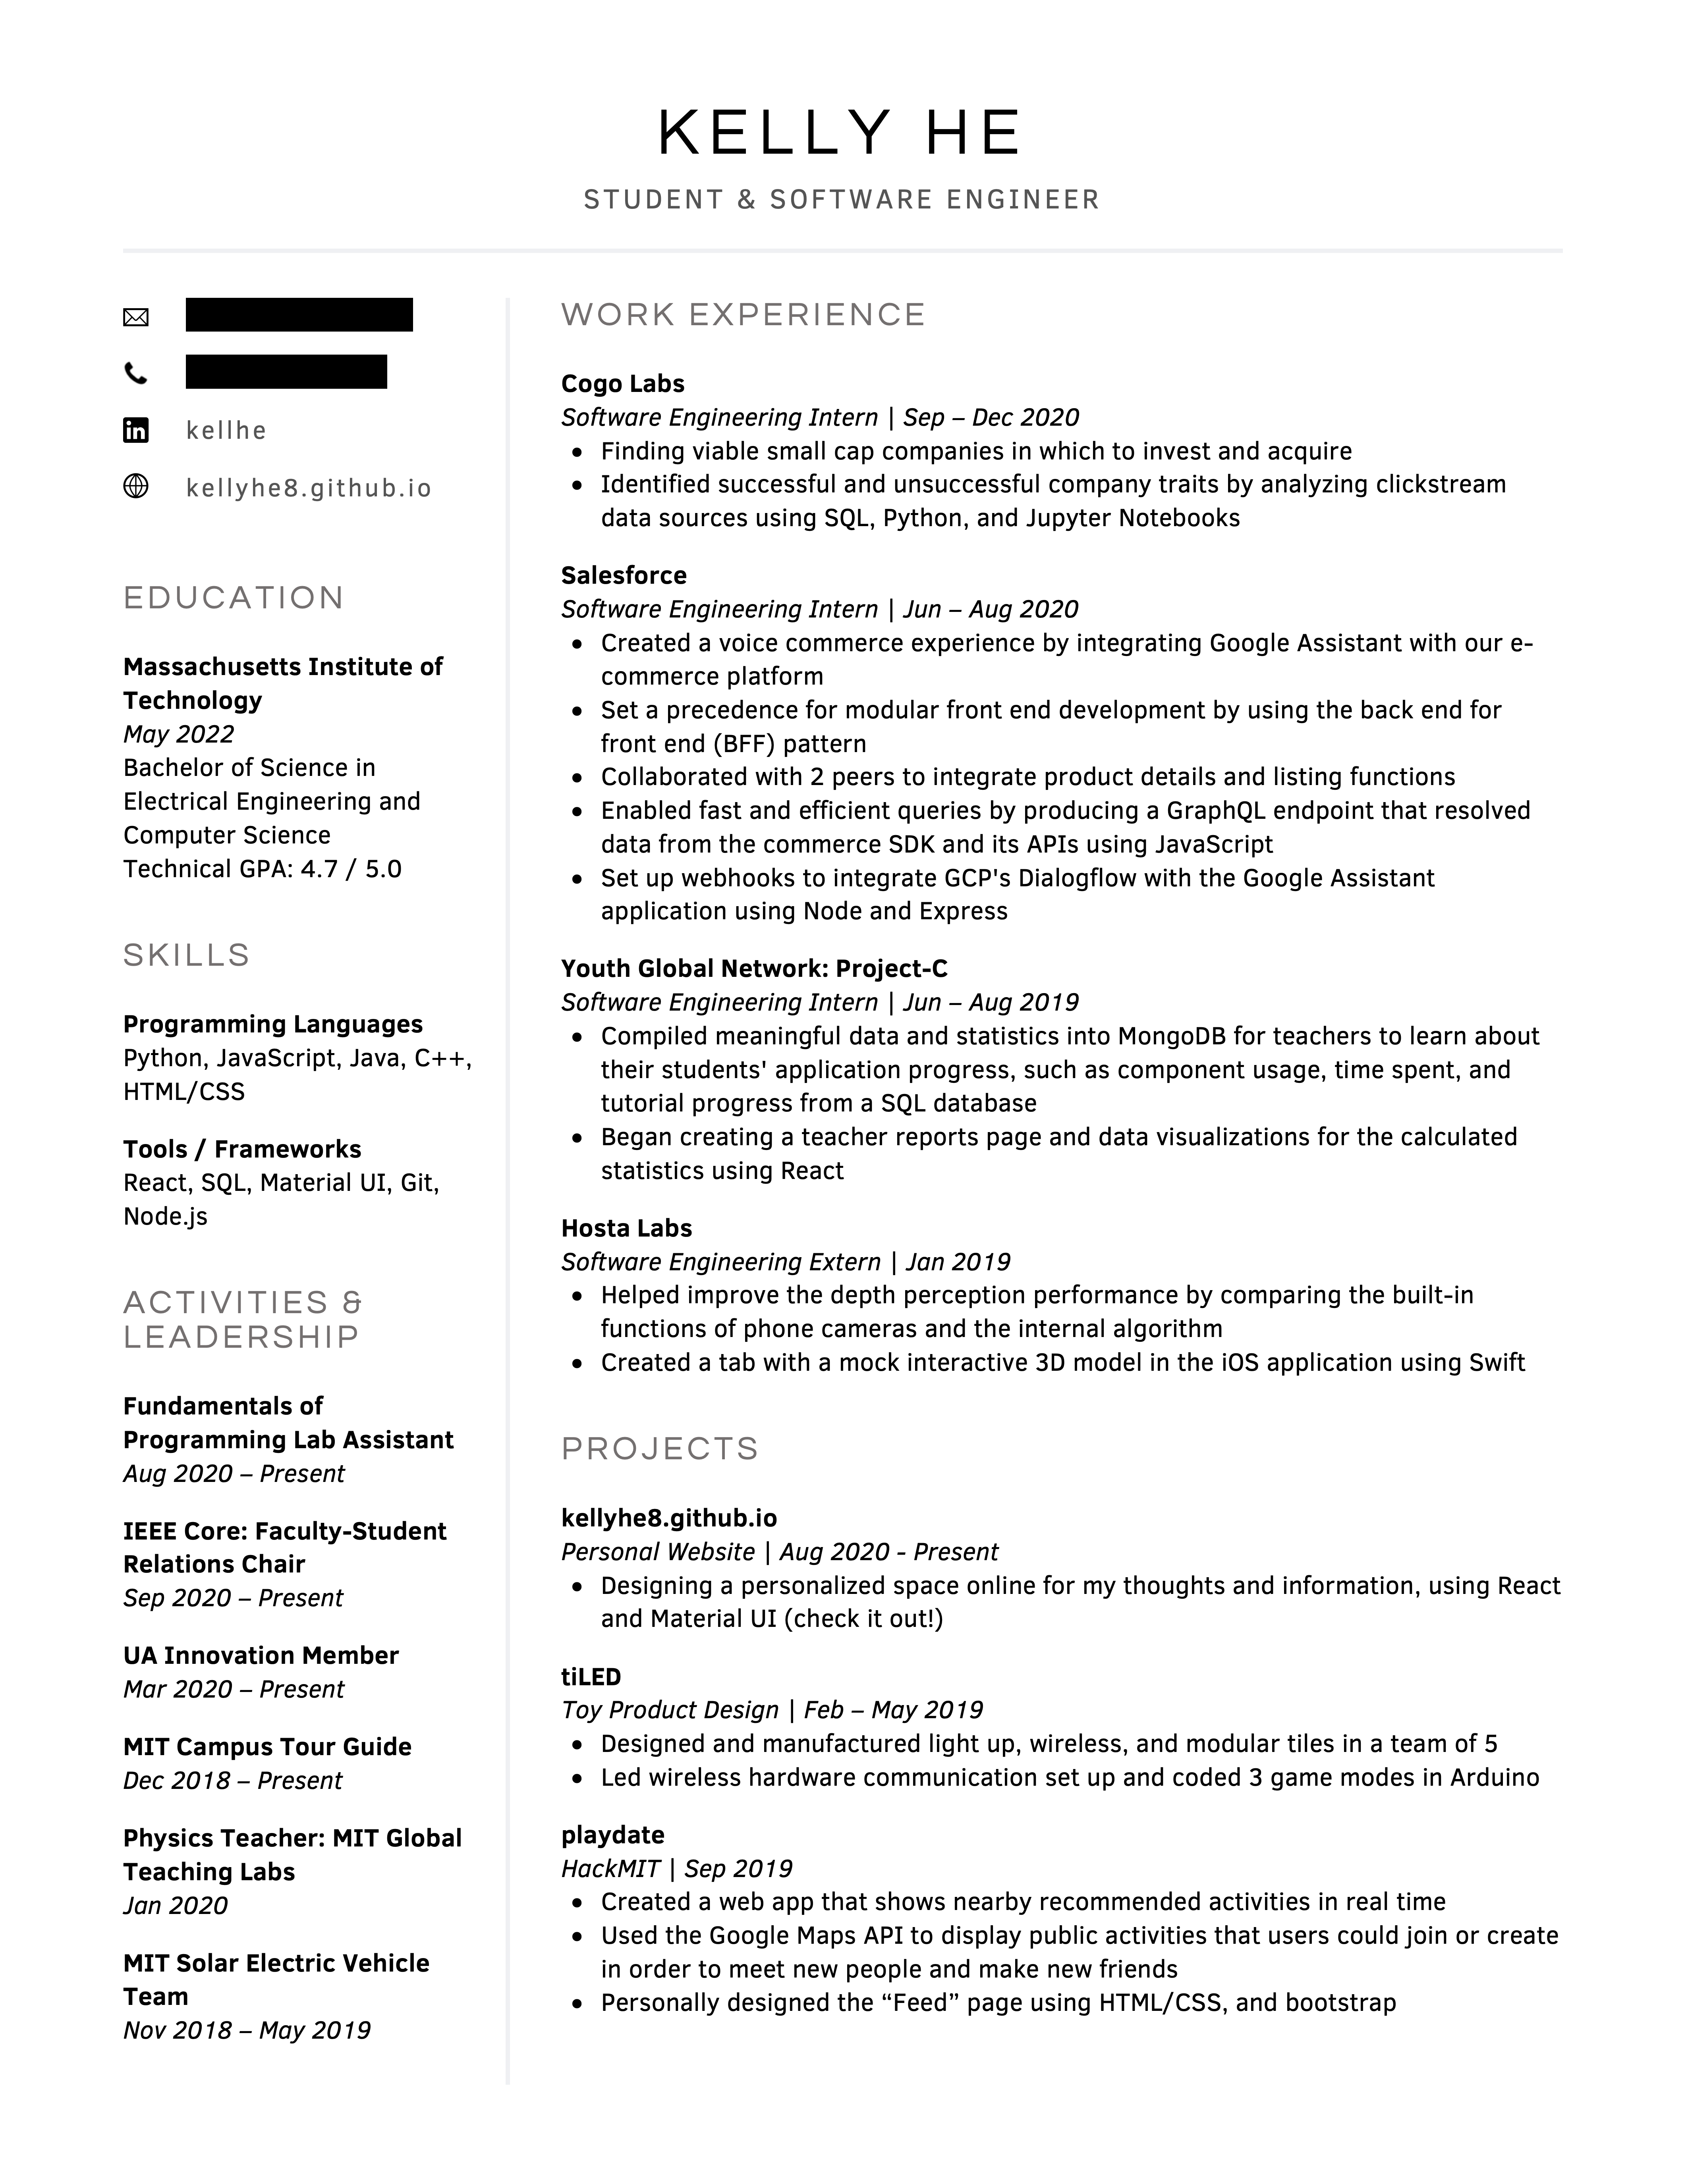 KELLY HE
STUDENT & SOFTWARE ENGINEER
kellhe
kellyhe8.github.io
EDUCATION
Massachusetts Institute of
Technology
May 2022
Bachelor of Science in
Electrical Engineering and
Computer Science
Technical GPA: 4.7 / 5.0
SKILLS
Programming Languages
Python, JavaScript, Java, C++,
HTML/CSS
Tools / Frameworks
React, SQL, Material UI, Git,
Node.js
ACTIVITIES &
LEADERSHIP
Fundamentals of
Programming Lab Assistant
Aug 2020 – Present
IEEE Core: Faculty-Student
Relations Chair
Sep 2020 – Present
UA Innovation Member
Mar 2020 – Present
MIT Campus Tour Guide
Dec 2018 – Present
Physics Teacher: MIT Global
Teaching Labs
Jan 2020
MIT Solar Electric Vehicle
Team
Nov 2018 – May 2019
WORK EXPERIENCE
Cogo Labs
Software Engineering Intern | Sep – Dec 2020
• Finding viable small cap companies in which to invest and acquire
• Identified successful and unsuccessful company traits by analyzing clickstream
data sources using SQL, Python, and Jupyter Notebooks
Salesforce
Software Engineering Intern | Jun – Aug 2020
• Created a voice commerce experience by integrating Google Assistant with our e-
commerce platform
• Set a precedence for modular front end development by using the back end for
front end (BFF) pattern
• Collaborated with 2 peers to integrate product details and listing functions
• Enabled fast and efficient queries by producing a GraphQL endpoint that resolved
data from the commerce SDK and its APIs using JavaScript
• Set up webhooks to integrate GCP's Dialogflow with the Google Assistant
application using Node and Express
Youth Global Network: Project-C
Software Engineering Intern | Jun – Aug 2019
• Compiled meaningful data and statistics into MongoDB for teachers to learn about
their students' application progress, such as component usage, time spent, and
tutorial progress from a SQL database
• Began creating a teacher reports page and data visualizations for the calculated
statistics using React
Hosta Labs
Software Engineering Extern | Jan 2019
• Helped improve the depth perception performance by comparing the built-in
functions of phone cameras and the internal algorithm
• Created a tab with a mock interactive 3D model in the iOS application using Swift
PROJECTS
kellyhe8.github.io
Personal Website | Aug 2020 - Present
• Designing a personalized space online for my thoughts and information, using React
and Material UI (check it out!)
tiLED
Toy Product Design | Feb – May 2019
• Designed and manufactured light up, wireless, and modular tiles in a team of 5
• Led wireless hardware communication set up and coded 3 game modes in Arduino
playdate
HackMIT | Sep 2019
• Created a web app that shows nearby recommended activities in real time
• Used the Google Maps API to display public activities that users could join or create
in order to meet new people and make new friends
• Personally designed the “Feed” page using HTML/CSS, and bootstrap